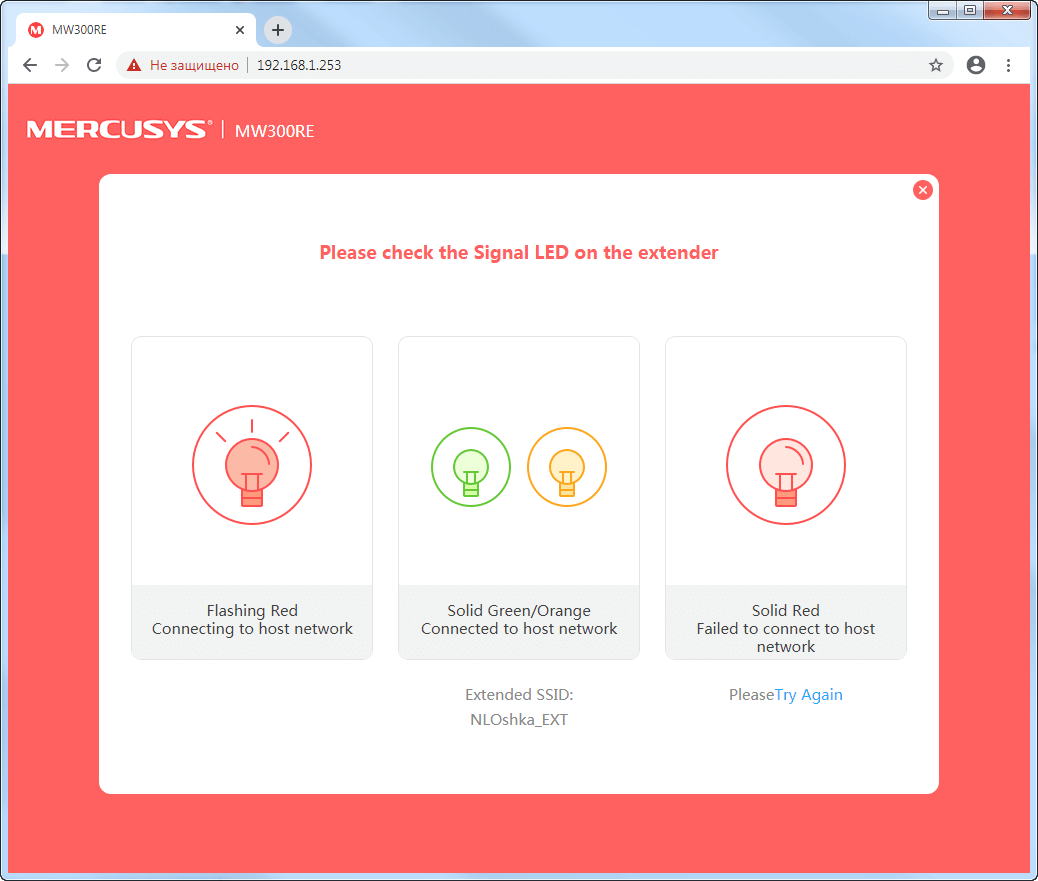 MW300RE
Не защищено 192.168.1.253
MERCUSYS® | MW300RE
Please check the Signal LED on the extender
Flashing Red
Connecting to host network
Solid Green/Orange
Connected to host network
Solid Red
Failed to connect to host
network
Extended SSID:
NLOshka_EXT
PleaseTry Again